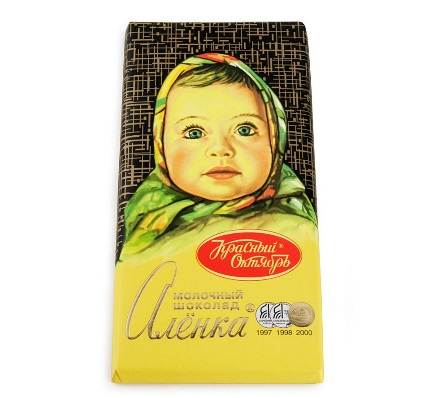 Красный®
Октябрь
молочный
шоколад
Алёнка®
1997 1998 2000